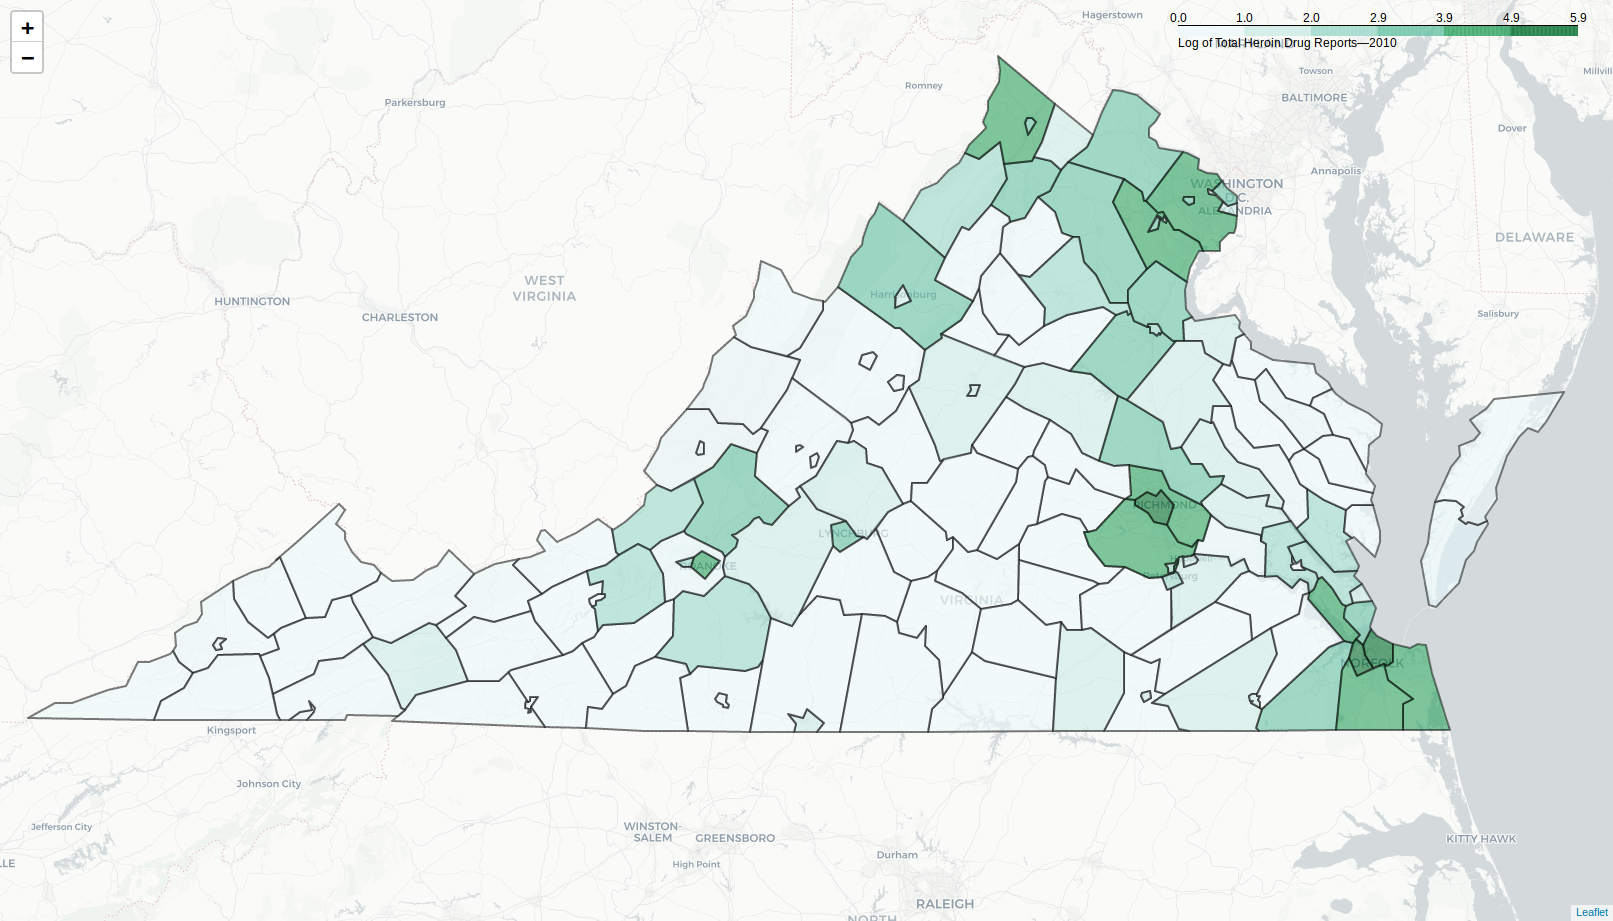 +
−
0.0 1.0 2.0 2.9 3.9 4.9 5.9
Log of Total Heroin Drug Reports—2010
Hagerstown
Towson
Millvill
Romney
BALTIMORE
Parkersburg
Dover
Annapolis
WASHINGTON
D.C.
ALEXANDRIA
DELAWARE
WEST
VIRGINIA
Harrisonburg
HUNTINGTON
CHARLESTON
Salisbury
RICHMOND
LYNCHBURG
ROANOKE
Petersburg
VIRGINIA
NORFOLK
Kingsport
Johnson City
Jefferson City
WINSTON-
SALEM
GREENSBORO
KITTY HAWK
Durham
High Point
LLE
RALEIGH
NORTH
Leaflet